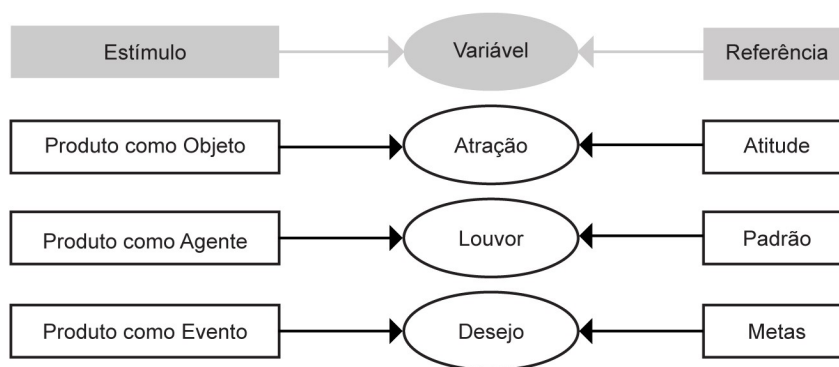 Estímulo Variável Referência
Produto como Objeto Atração Atitude
Produto como Agente Louvor Padrão
Produto como Evento Desejo Metas